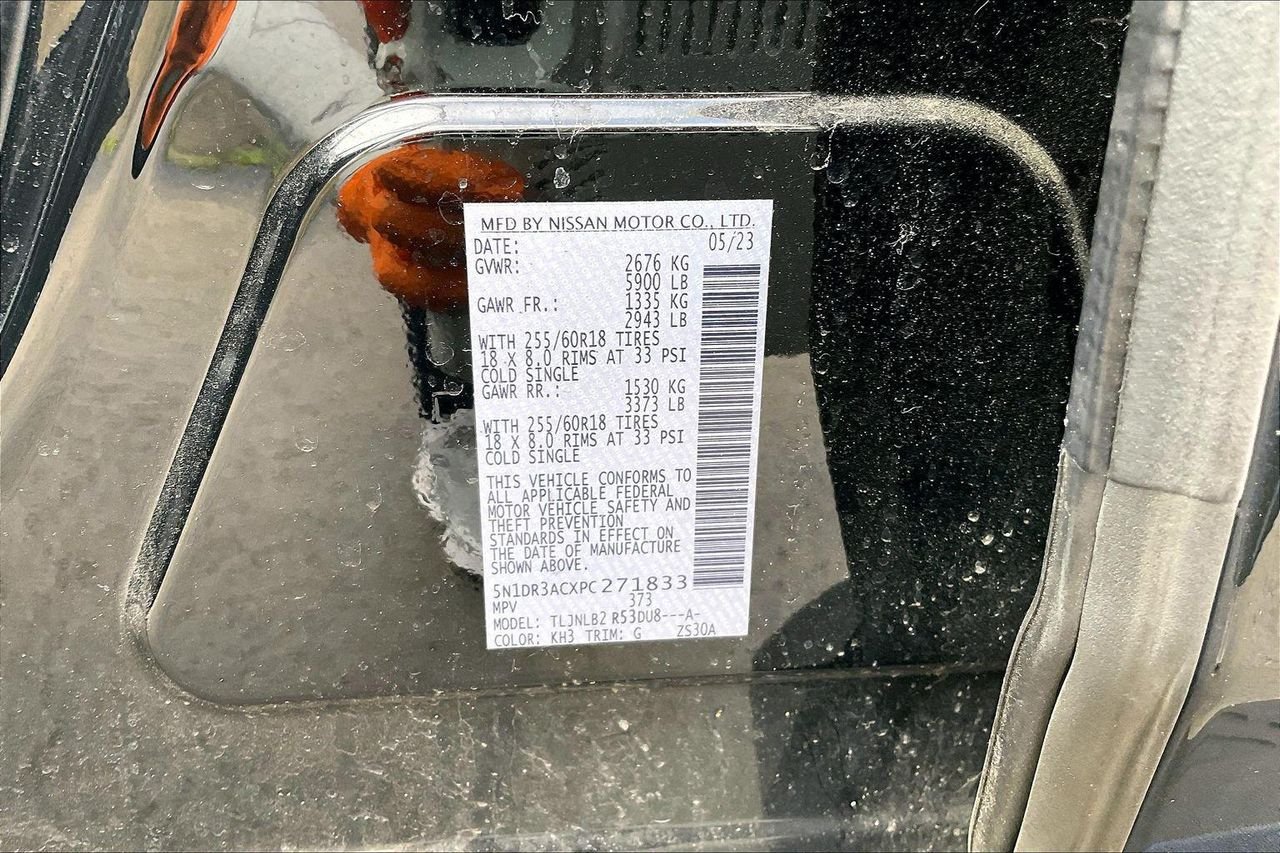 MFD BY NISSAN MOTOR CO., LTD.
DATE: 05/23
GVWR: 2676 KG
5900 LB
GAWR FR.: 1335 KG
2943 LB
WITH 255/60R18 TIRES
18 X 8.0 RIMS AT 33 PSI
COLD SINGLE
GAWR RR.: 1530 KG
3373 LB
WITH 255/60R18 TIRES
18 X 8.0 RIMS AT 33 PSI
COLD SINGLE
THIS VEHICLE CONFORMS TO
ALL APPLICABLE FEDERAL
MOTOR VEHICLE SAFETY AND
THEFT PREVENTION
STANDARDS IN EFFECT ON
THE DATE OF MANUFACTURE
SHOWN ABOVE.
5N1DR3ACXPC271833
MPV 373
MODEL: TLJNLB2 R53DU8---A-
COLOR: KH3 TRIM: G ZS30A